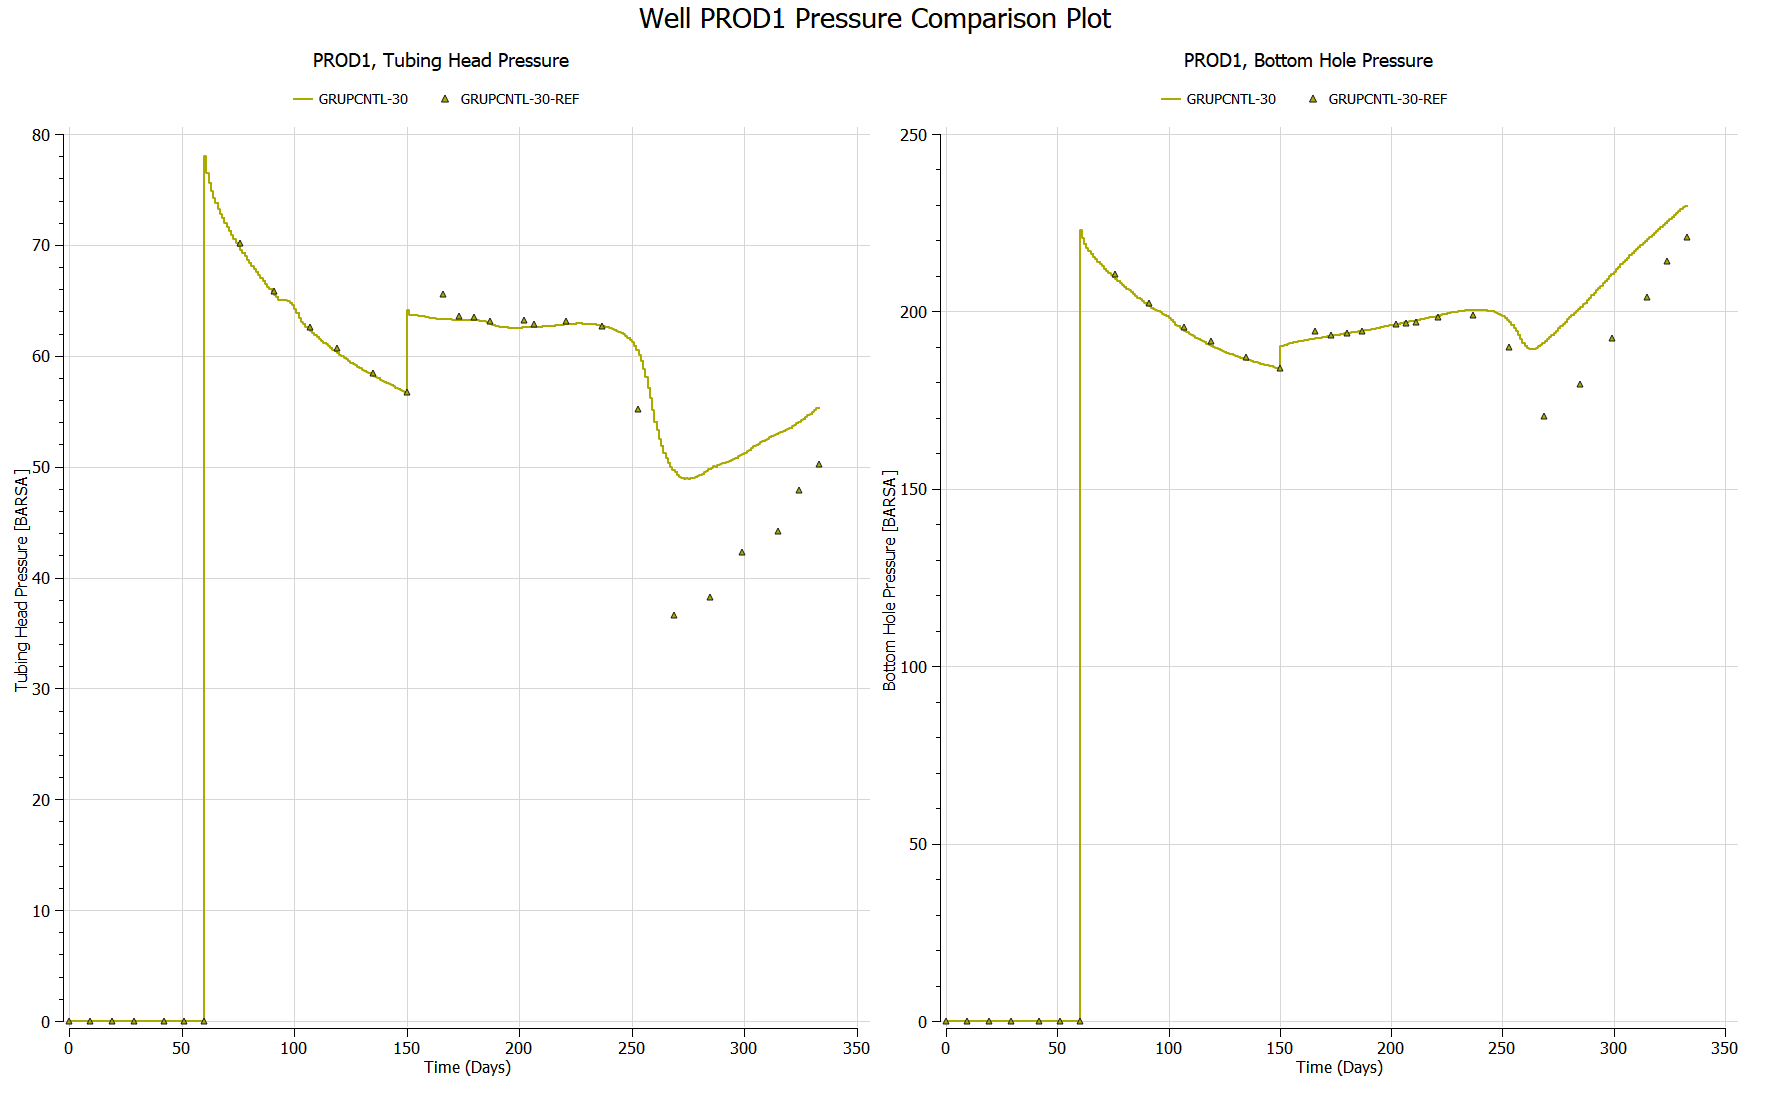 Well PROD1 Pressure Comparison Plot
PROD1, Tubing Head Pressure
GRUPCNTL-30 GRUPCNTL-30-REF
80
70
60
50
40
30
20
10
0
Tubing Head Pressure [BARSA]
0 50 100 150 200 250 300 350
Time (Days)
PROD1, Bottom Hole Pressure
GRUPCNTL-30 GRUPCNTL-30-REF
250
200
150
100
50
0
Bottom Hole Pressure [BARSA]
0 50 100 150 200 250 300 350
Time (Days)